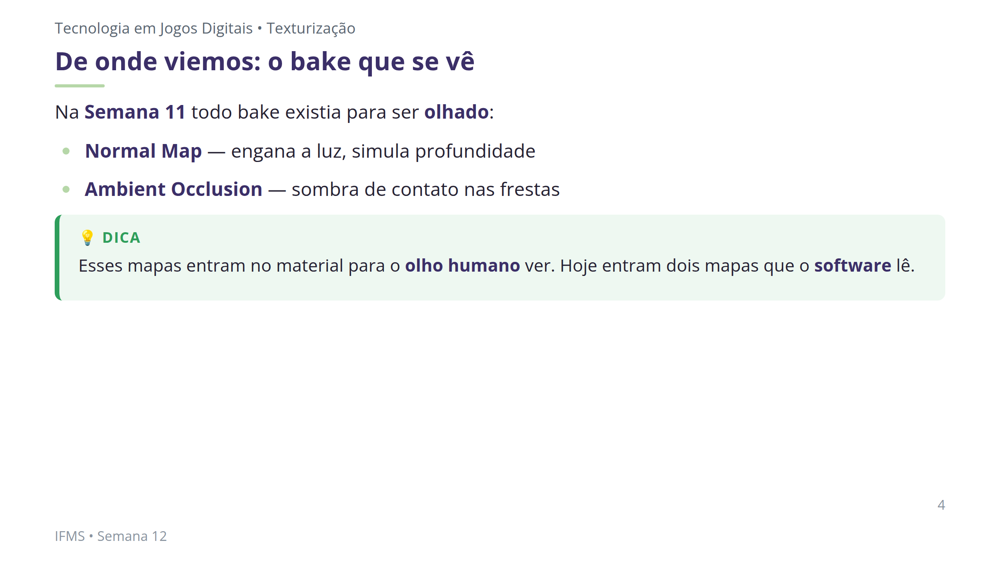 Tecnologia em Jogos Digitais • Texturização
De onde viemos: o bake que se vê
Na Semana 11 todo bake existia para ser olhado:
• Normal Map — engana a luz, simula profundidade
• Ambient Occlusion — sombra de contato nas frestas
💡 DICA
Esses mapas entram no material para o olho humano ver. Hoje entram dois mapas que o software lê.
4
IFMS • Semana 12